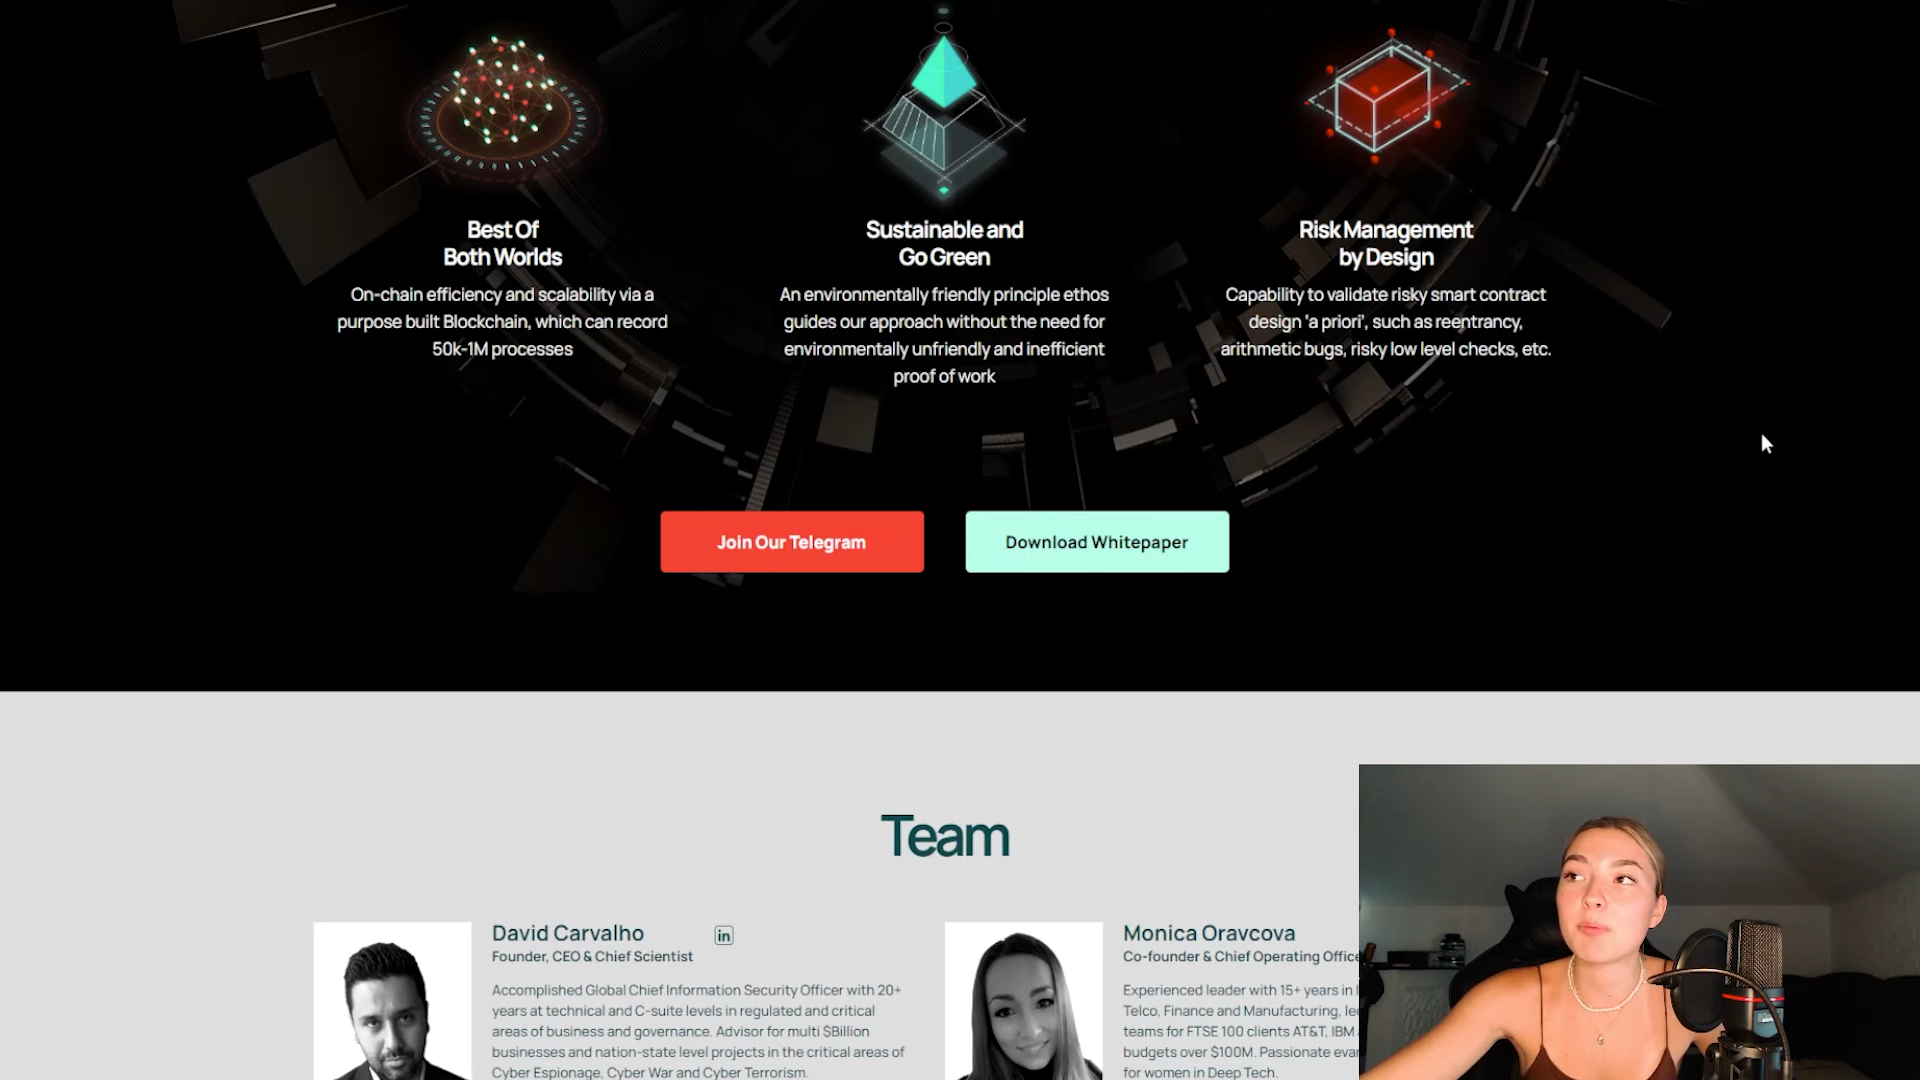 Best Of
Both Worlds
On-chain efficiency and scalability via a
purpose built Blockchain, which can record
50k-1M processes
Sustainable and
Go Green
An environmentally friendly principle ethos
guides our approach without the need for
environmentally unfriendly and inefficient
proof of work
Risk Management
by Design
Capability to validate risky smart contract
design ‘a priori’, such as reentrancy,
arithmetic bugs, risky low level checks, etc.
Join Our Telegram
Download Whitepaper
Team
David Carvalho
in
Founder, CEO & Chief Scientist
Accomplished Global Chief Information Security Officer with 20+
years at technical and C-suite levels in regulated and critical
areas of business and governance. Advisor for multi $Billion
businesses and nation-state level projects in the critical areas of
Cyber Espionage, Cyber War and Cyber Terrorism.
Monica Oravcova
Co-founder & Chief Operating Office
Experienced leader with 15+ years in
Telco, Finance and Manufacturing,
teams for FTSE 100 clients AT&T, IBM
budgets over $100M. Passionate
for women in Deep Tech.